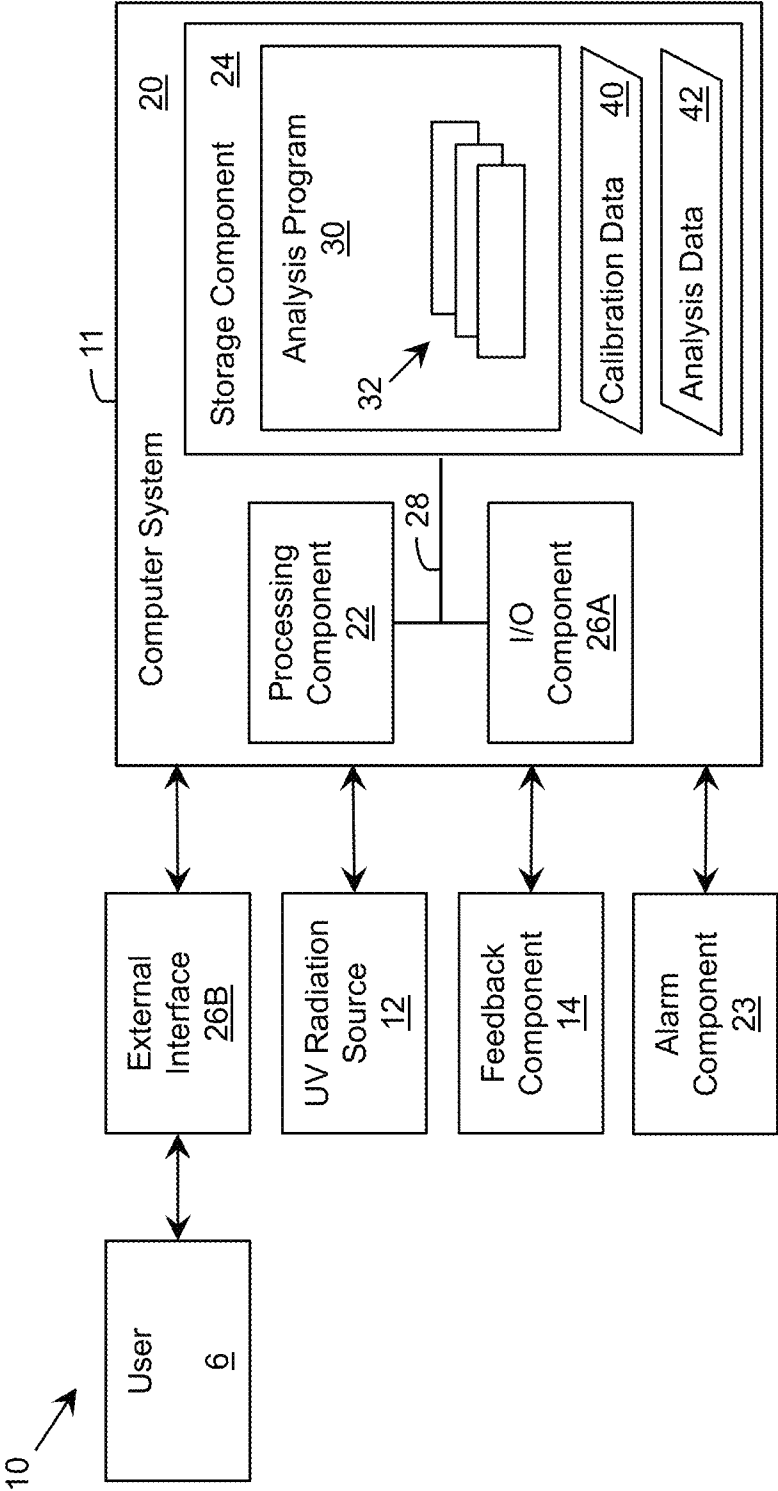 10
User
6
External
Interface
26B
UV Radiation
Source
12
Feedback
Component
14
Alarm
Component
23
11
Computer System
20
Processing
Component
22
I/O
Component
26A
28
Storage Component
24
Analysis Program
30
32
Calibration Data
40
Analysis Data
42